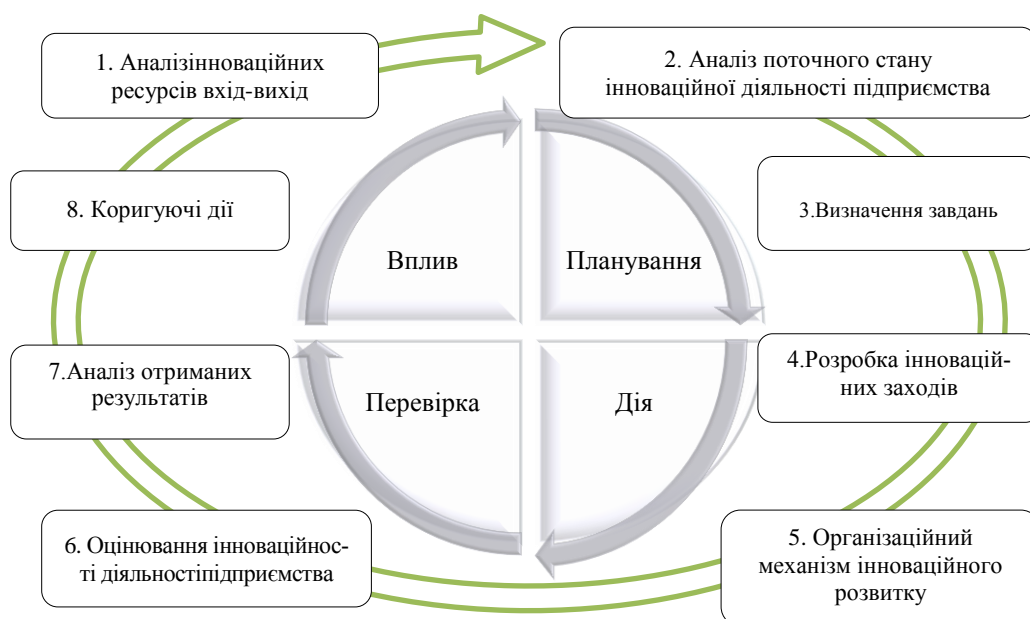 1. Аналізінноваційних
ресурсів вхід-вихід
2. Аналіз поточного стану
інноваційної діяльності підприємства
8. Коригуючі дії
3.Визначення завдань
Вплив
Планування
7.Аналіз отриманих
результатів
4.Розробка інновацій-
них заходів
Перевірка
Дія
6. Оцінювання інноваційнос-
ті діяльностіпідприємства
5. Організаційний
механізм інноваційного
розвитку